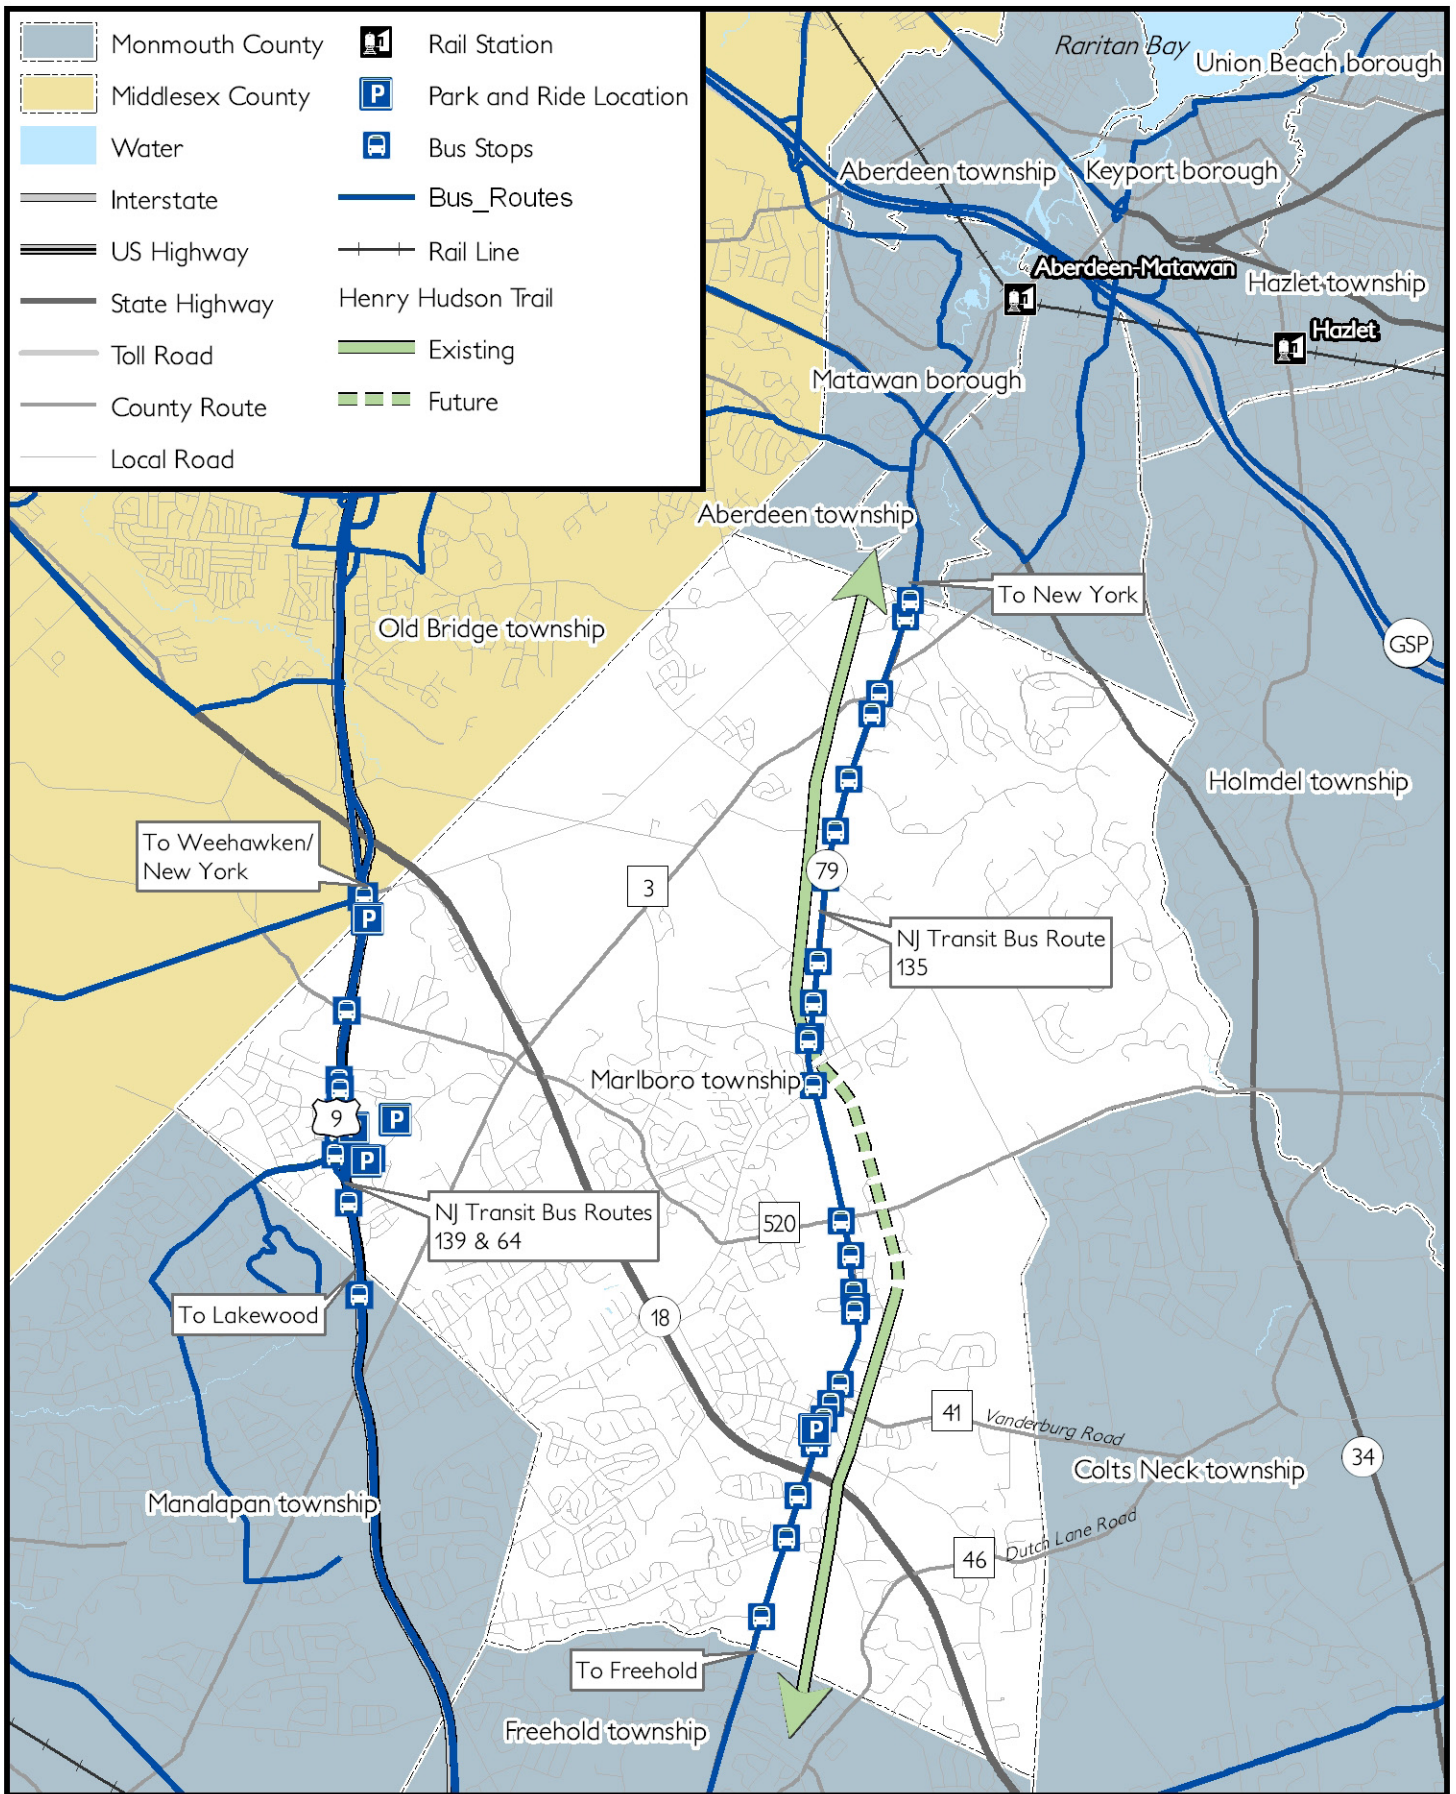 Monmouth County
Middlesex County
Water
Interstate
US Highway
State Highway
Toll Road
County Route
Local Road
Rail Station
P
Park and Ride Location
Bus Stops
Bus_Routes
Rail Line
Henry Hudson Trail
Existing
Future
Raritan Bay
Union Beach borough
Aberdeen township
Keyport borough
Aberdeen-Matawan
Hazlet township
Hazlet
Matawan borough
Aberdeen township
To New York
Old Bridge township
GSP
Holmdel township
To Weehawken/
New York
P
3
79
NJ Transit Bus Route
135
Marlboro township
9
P
P
NJ Transit Bus Routes
139 & 64
520
To Lakewood
18
41
Vanderburg Road
P
34
Colts Neck township
Manalapan township
46
Dutch Lane Road
To Freehold
Freehold township